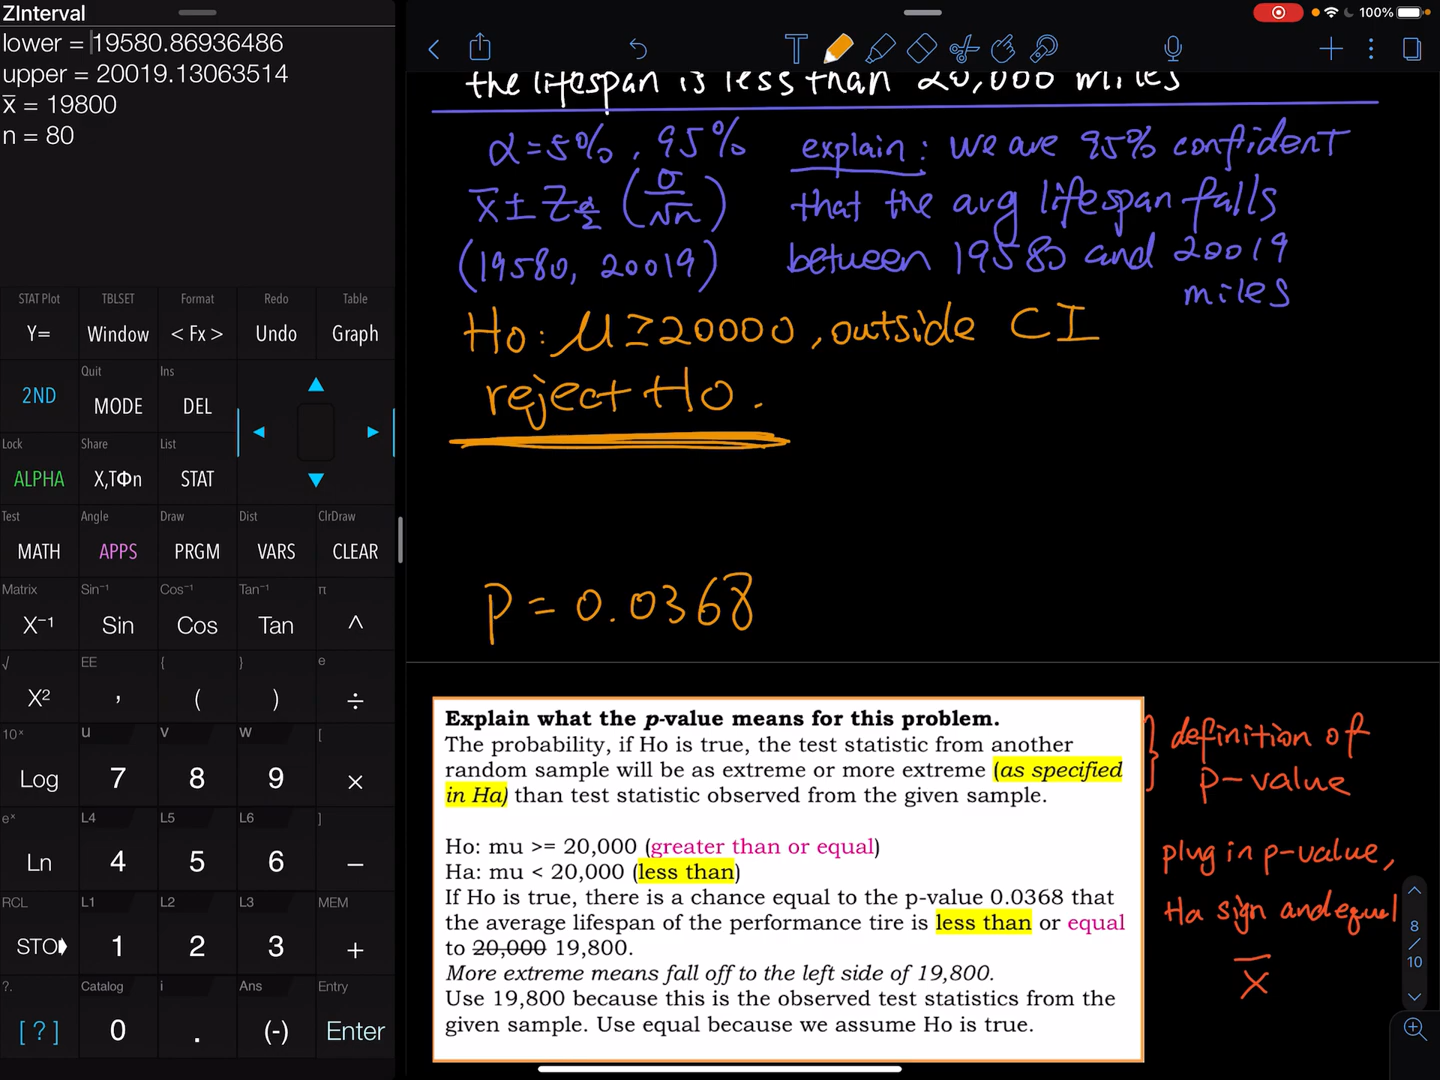 ZInterval
lower = 19580.86936486
upper = 20019.13063514
x̅ = 19800
n = 80
STAT Plot TBLSET Format Redo Table
Y= Window < Fx > Undo Graph
Quit Ins
2ND MODE DEL
Lock Share List
ALPHA X,TΦn STAT
Test Angle Draw Dist ClrDraw
MATH APPS PRGM VARS CLEAR
Matrix Sin⁻¹ Cos⁻¹ Tan⁻¹ π
X⁻¹ Sin Cos Tan ^
√ EE { } e
X² , ( ) ÷
10ˣ u v w [
Log 7 8 9 ×
eˣ L4 L5 L6 ]
Ln 4 5 6 −
RCL L1 L2 L3 MEM
STO 1 2 3 +
?. Catalog i Ans Entry
[ ? ] 0 . (-) Enter
100%
the lifespan is less than 20,000 miles
α = 5%, 95%
x̅ ± Z α/2 (σ/√n)
(19580, 20019)
explain: we are 95% confident
that the avg lifespan falls
between 19580 and 20019
miles
Ho: μ ≥ 20000, outside CI
reject Ho.
P = 0.0368
Explain what the p-value means for this problem.
The probability, if Ho is true, the test statistic from another
random sample will be as extreme or more extreme (as specified
in Ha) than test statistic observed from the given sample.
Ho: mu >= 20,000 (greater than or equal)
Ha: mu < 20,000 (less than)
If Ho is true, there is a chance equal to the p-value 0.0368 that
the average lifespan of the performance tire is less than or equal
to 20,000 19,800.
More extreme means fall off to the left side of 19,800.
Use 19,800 because this is the observed test statistics from the
given sample. Use equal because we assume Ho is true.
} definition of
p-value
plug in p-value,
Ha sign and equal
x̅
8
/
10